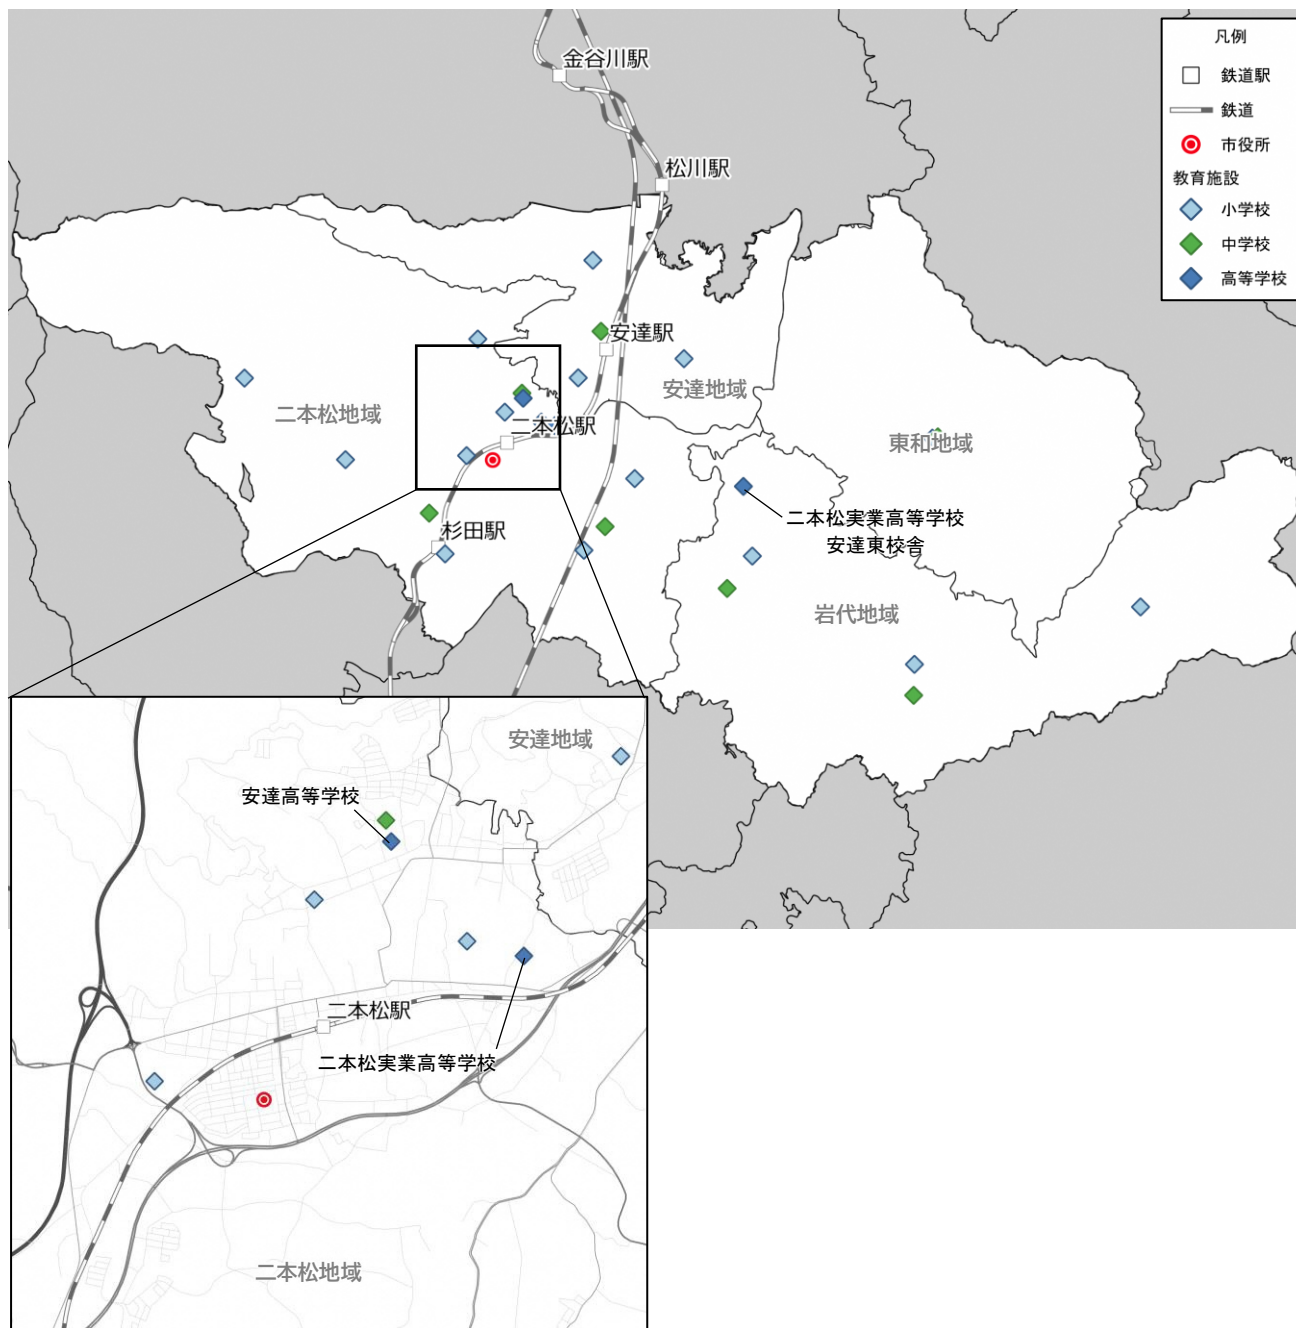 金谷川駅
松川駅
安達駅
安達地域
二本松地域
二本松駅
東和地域
二本松実業高等学校
安達東校舎
杉田駅
岩代地域
凡例
鉄道駅
鉄道
市役所
教育施設
小学校
中学校
高等学校
安達地域
安達高等学校
二本松駅
二本松実業高等学校
二本松地域